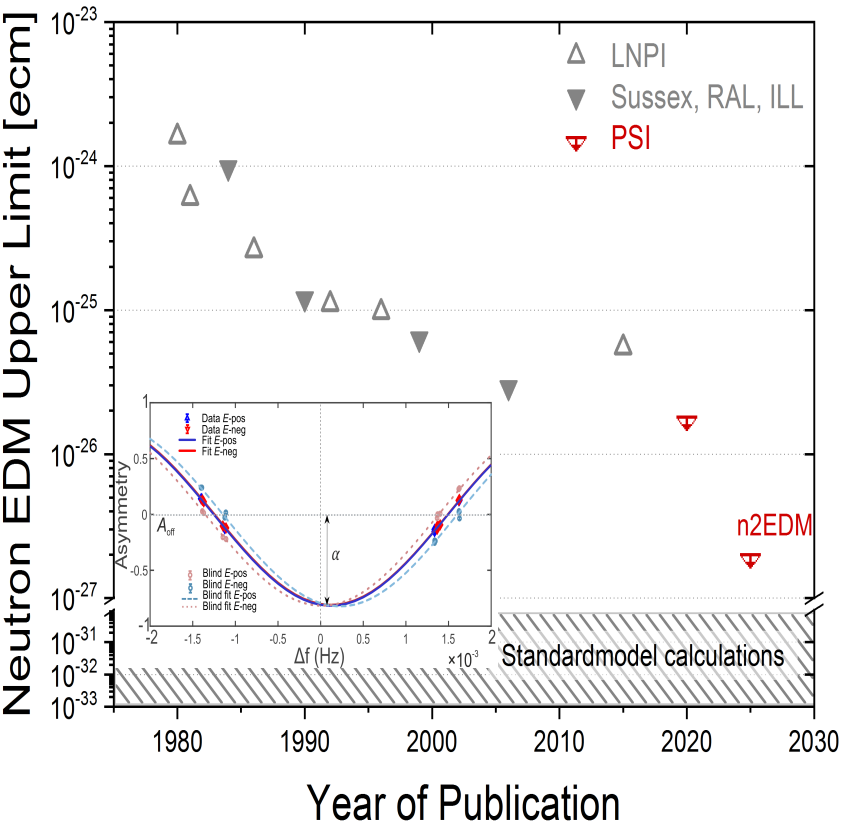 Neutron EDM Upper Limit [ecm]
10-23
10-24
10-25
10-26
10-27
10-31
10-32
10-33
LNPI
Sussex, RAL, ILL
PSI
n2EDM
Standardmodel calculations
1
0.5
0
-0.5
-1
Asymmetry
Data E-pos
Data E-neg
Fit E-pos
Fit E-neg
Aoff
α
Blind E-pos
Blind E-neg
Blind fit E-pos
Blind fit E-neg
-2 -1.5 -1 -0.5 0 0.5 1 1.5 2
Δf (Hz)
×10-3
1980 1990 2000 2010 2020 2030
Year of Publication